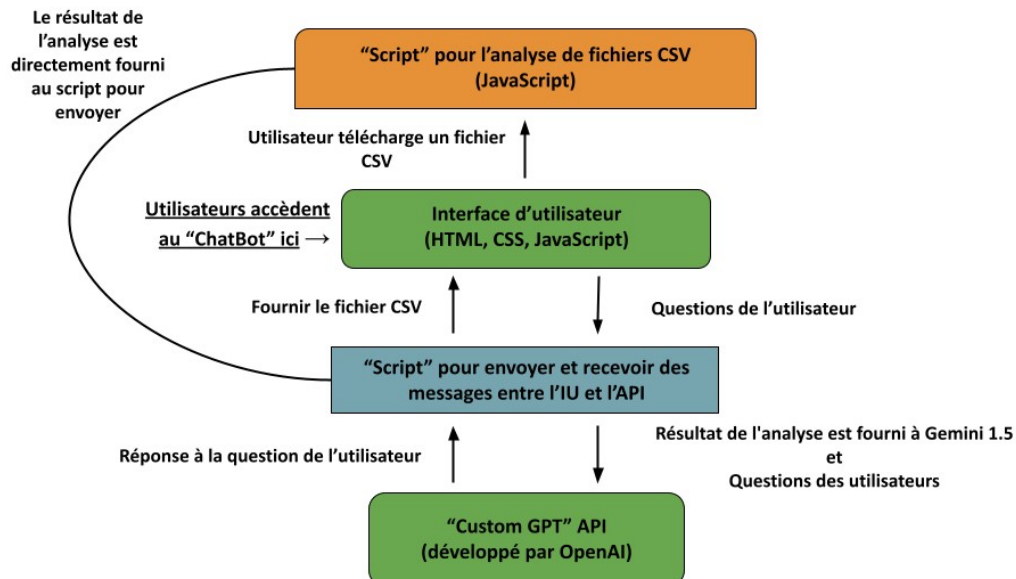 Le résultat de
l’analyse est
directement fourni
au script pour
envoyer
“Script” pour l’analyse de fichiers CSV
(JavaScript)
Utilisateur télécharge un fichier
CSV
Utilisateurs accèdent
au “ChatBot” ici →
Interface d’utilisateur
(HTML, CSS, JavaScript)
Fournir le fichier CSV
Questions de l’utilisateur
“Script” pour envoyer et recevoir des
messages entre l’IU et l’API
Réponse à la question de l’utilisateur
Résultat de l'analyse est fourni à Gemini 1.5
et
Questions des utilisateurs
“Custom GPT” API
(développé par OpenAI)